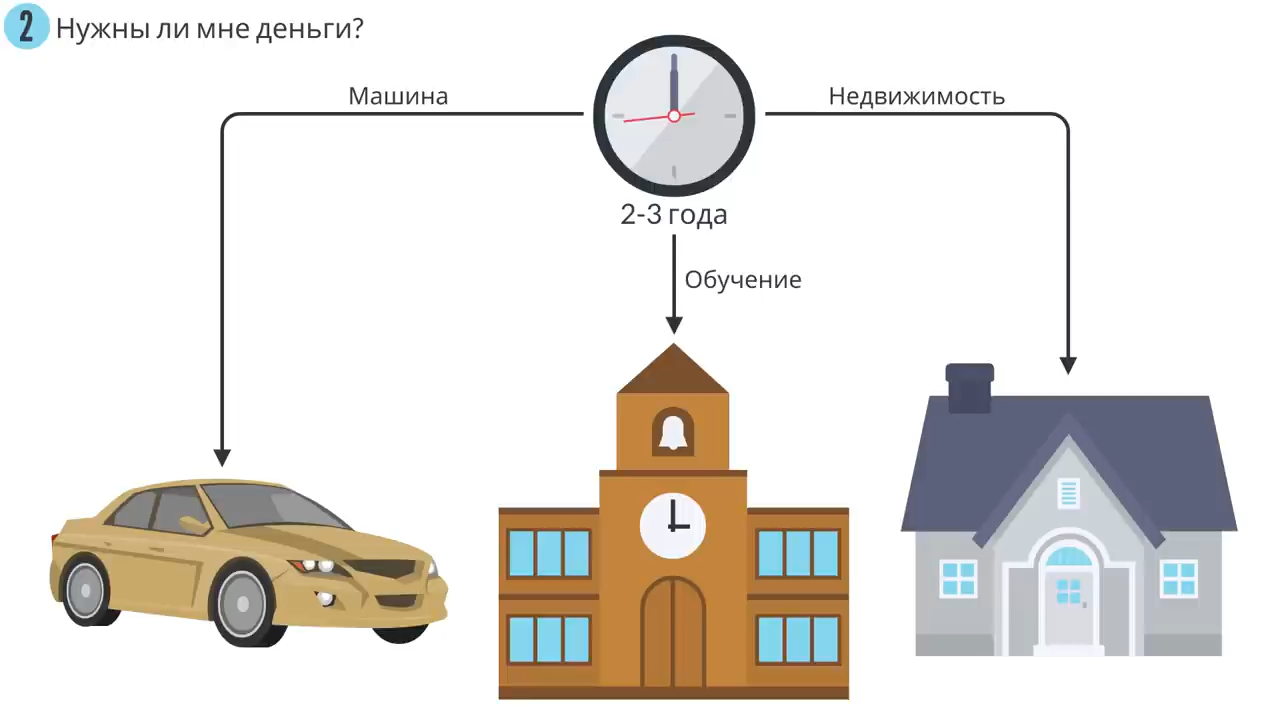 2 Нужны ли мне деньги?
Машина
Недвижимость
2-3 года
Обучение